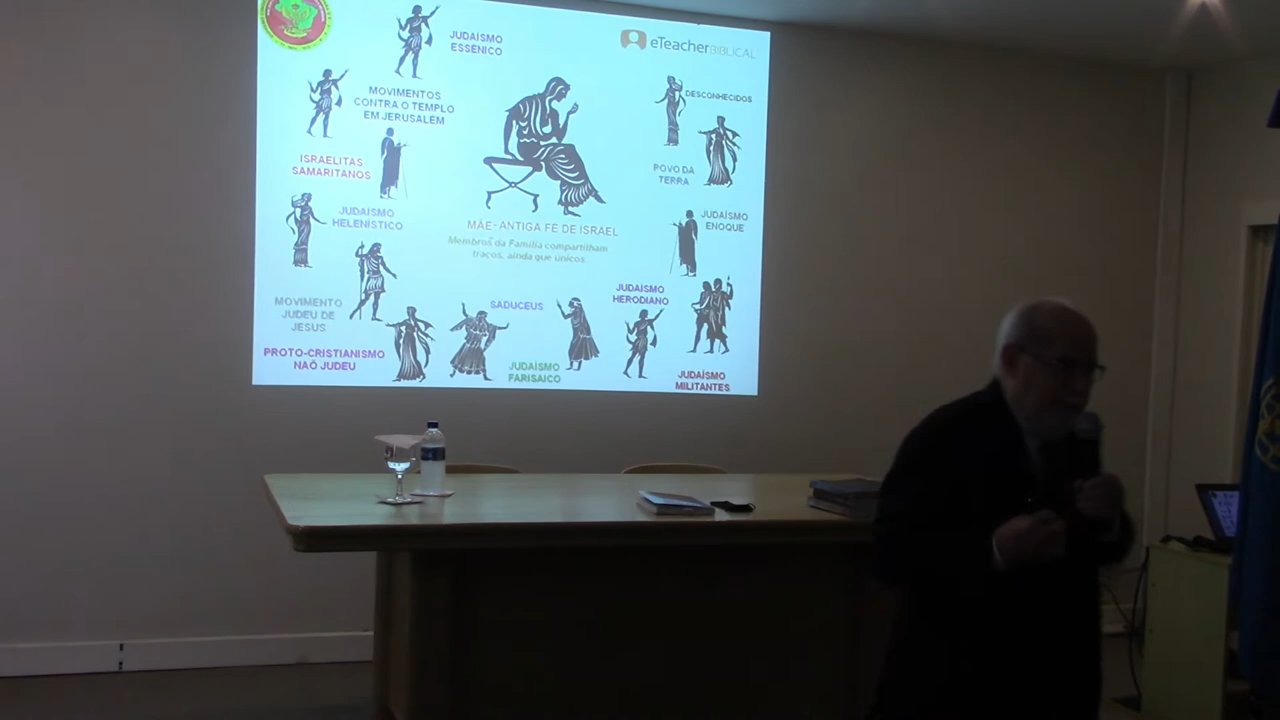 JUDAÍSMO
ESSÊNICO
eTeacherBIBLICAL
MOVIMENTOS
CONTRA O TEMPLO
EM JERUSALÉM
DESCONHECIDOS
ISRAELITAS
SAMARITANOS
POVO DA
TERRA
JUDAÍSMO
HELENÍSTICO
JUDAÍSMO
ENOQUE
MÃE- ANTIGA FÉ DE ISRAEL
Membros da Família compartilham
traços, ainda que unicos
MOVIMENTO
JUDEU DE
JESUS
SADUCEUS
JUDAÍSMO
HERODIANO
PROTO-CRISTIANISMO
NAÕ JUDEU
JUDAÍSMO
FARISAICO
JUDAÍSMO
MILITANTES